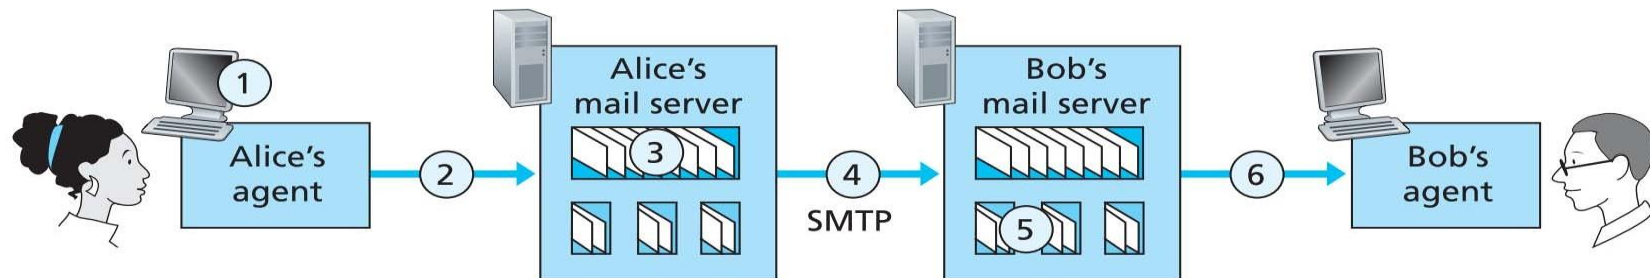 1
Alice's
agent
2
Alice's
mail server
3
4
SMTP
Bob's
mail server
5
6
Bob's
agent